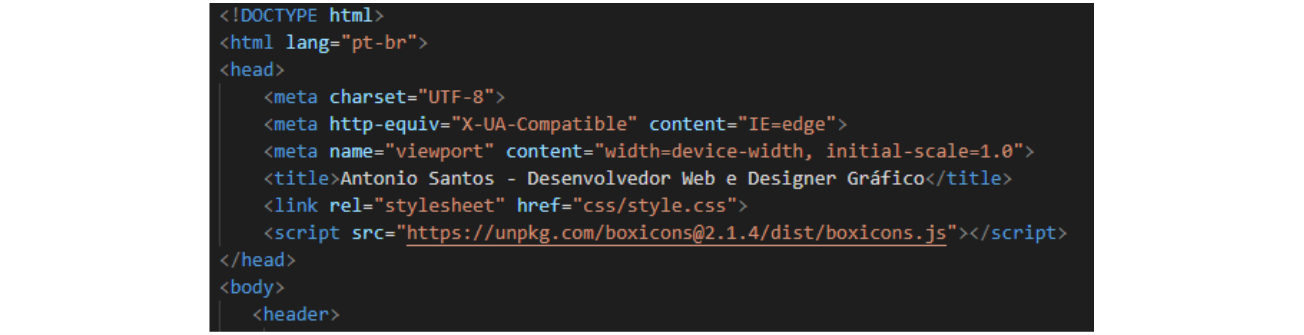 <!DOCTYPE html>
<html lang="pt-br">
<head>
<meta charset="UTF-8">
<meta http-equiv="X-UA-Compatible" content="IE=edge">
<meta name="viewport" content="width=device-width, initial-scale=1.0">
<title>Antonio Santos - Desenvolvedor Web e Designer Gráfico</title>
<link rel="stylesheet" href="css/style.css">
<script src="https://unpkg.com/boxicons@2.1.4/dist/boxicons.js"></script>
</head>
<body>
<header>